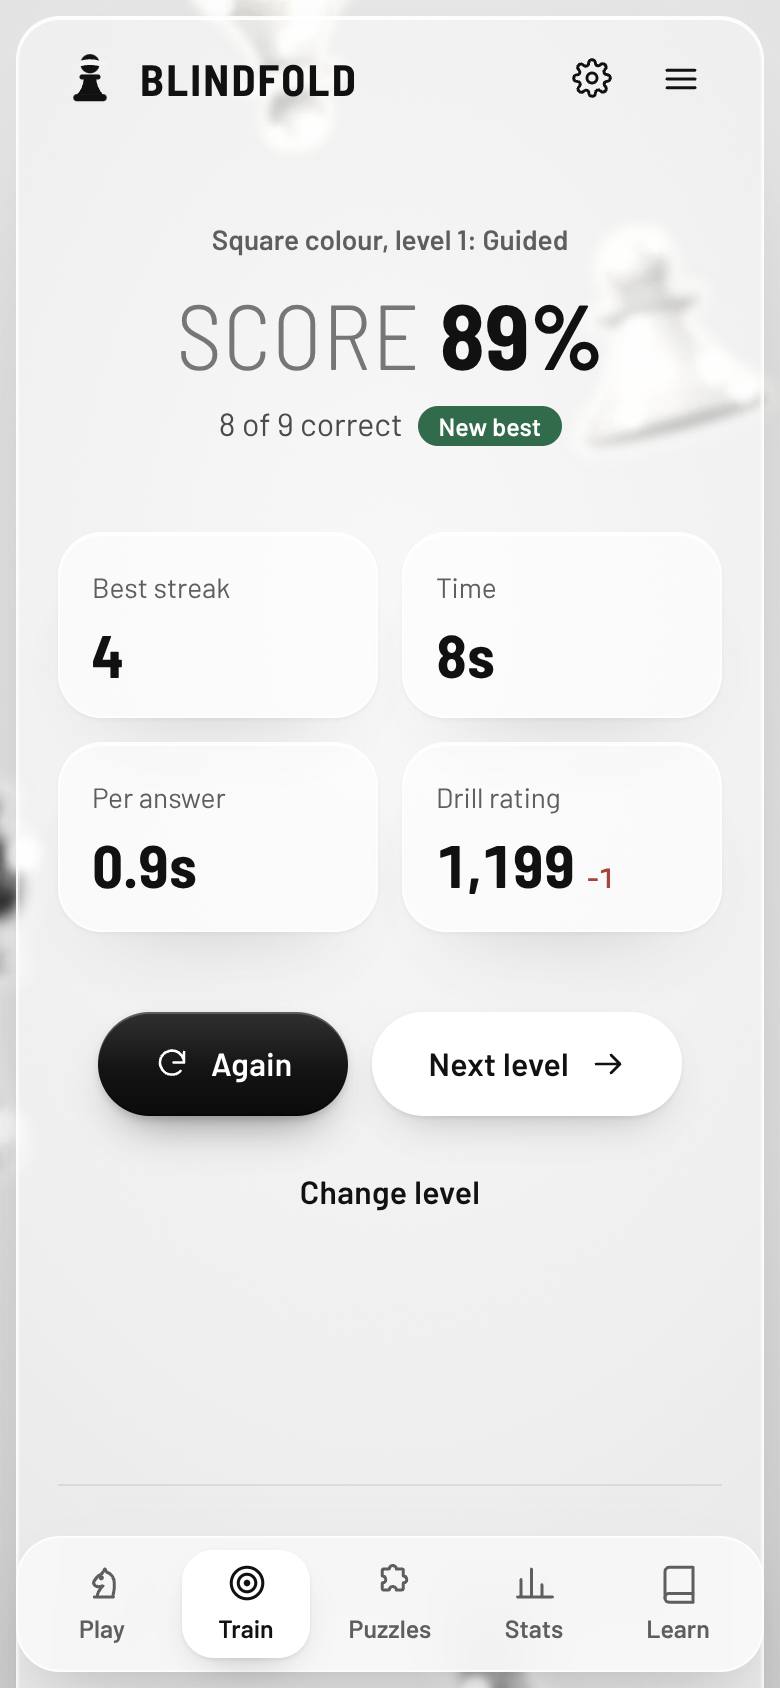 BLINDFOLD
Square colour, level 1: Guided
SCORE 89%
8 of 9 correct New best
Best streak
4
Time
8s
Per answer
0.9s
Drill rating
1,199 -1
Again
Next level
Change level
Play
Train
Puzzles
Stats
Learn